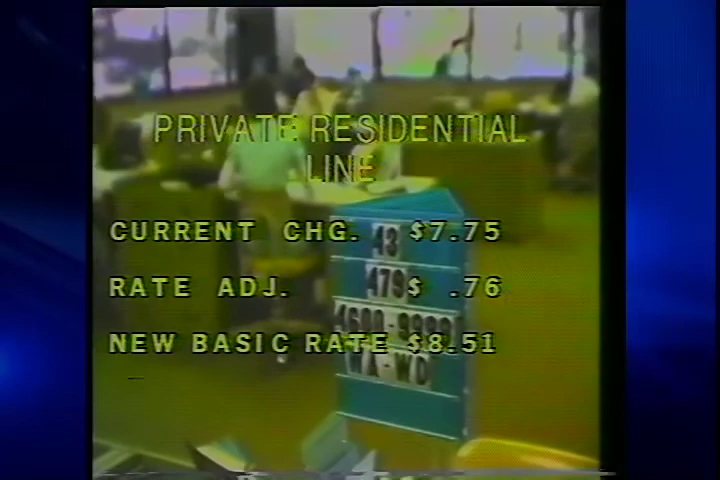 PRIVATE RESIDENTIAL
LINE
CURRENT CHG. $7.75
RATE ADJ. $ .76
NEW BASIC RATE $8.51
43
479
4600-9999
WA-WD